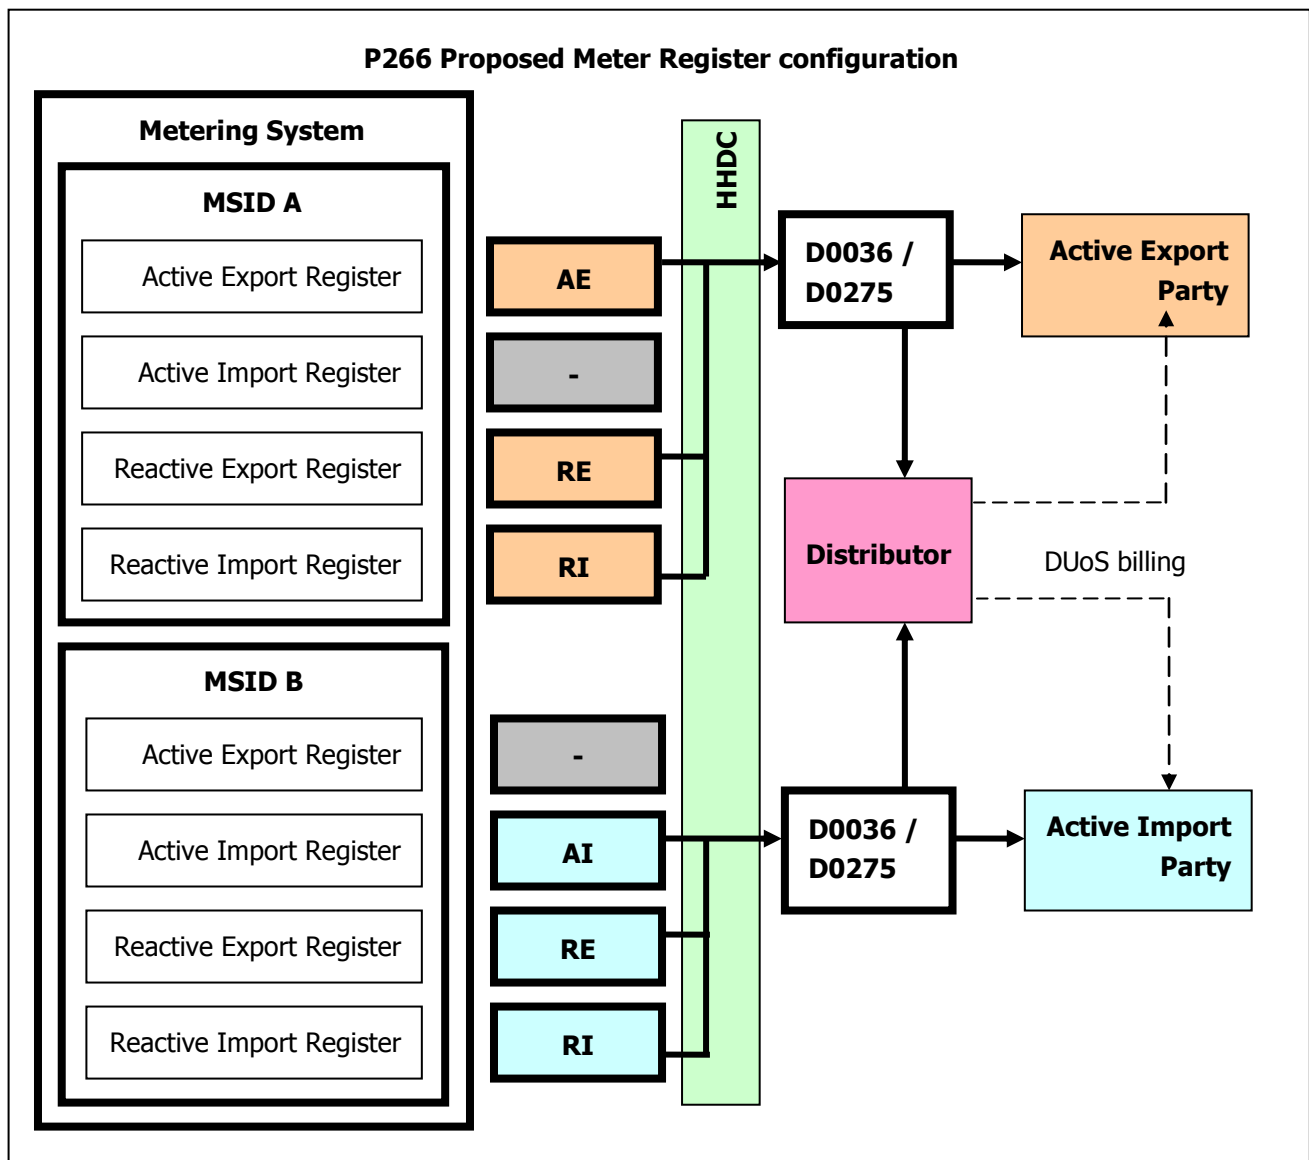 P266 Proposed Meter Register configuration
Metering System
MSID A
Active Export Register
Active Import Register
Reactive Export Register
Reactive Import Register
AE
-
RE
RI
HHDC
D0036 /
D0275
Active Export
Party
Distributor
DUoS billing
MSID B
Active Export Register
Active Import Register
Reactive Export Register
Reactive Import Register
-
AI
RE
RI
D0036 /
D0275
Active Import
Party